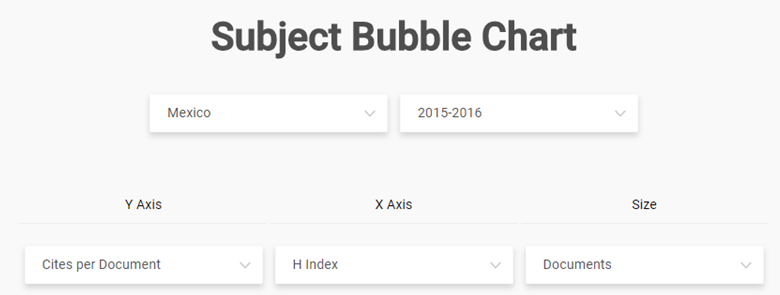 Subject Bubble Chart
Mexico 2015-2016
Y Axis X Axis Size
Cites per Document H Index Documents